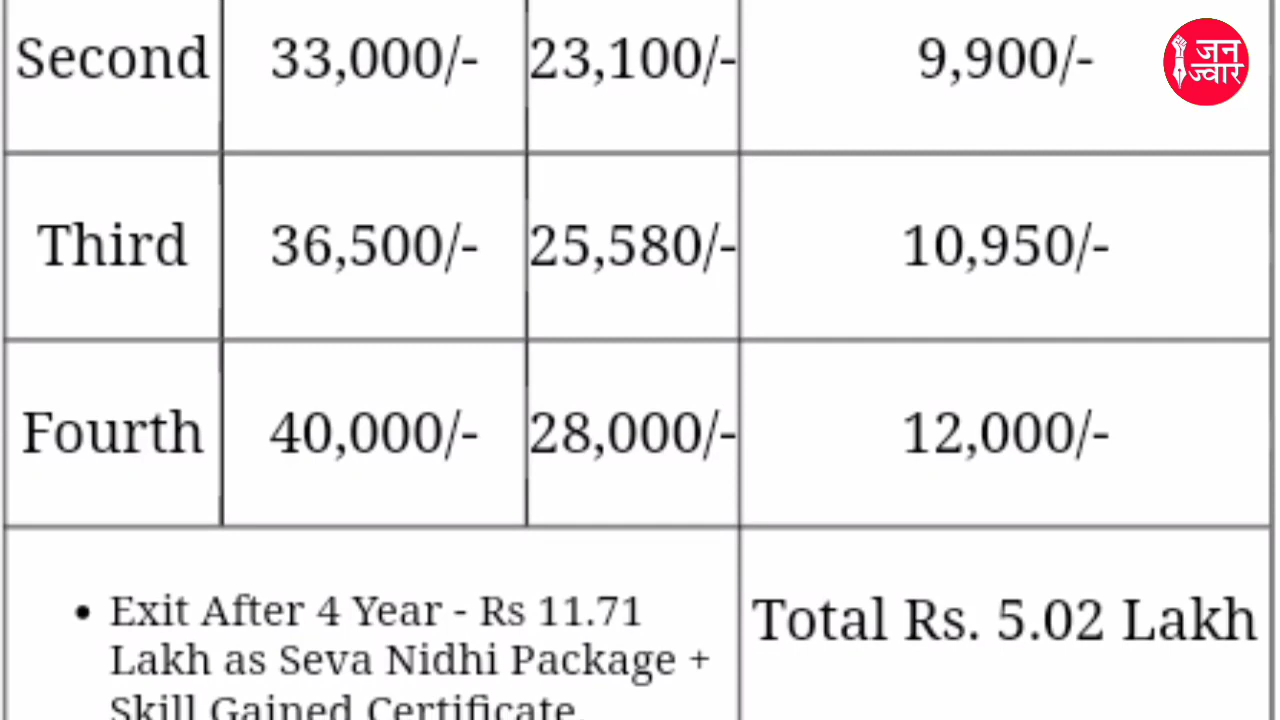 Second 33,000/- 23,100/- 9,900/-
जन
ज्वार
Third 36,500/- 25,580/- 10,950/-
Fourth 40,000/- 28,000/- 12,000/-
• Exit After 4 Year - Rs 11.71
Lakh as Seva Nidhi Package +
Skill Gained Certificate.
Total Rs. 5.02 Lakh